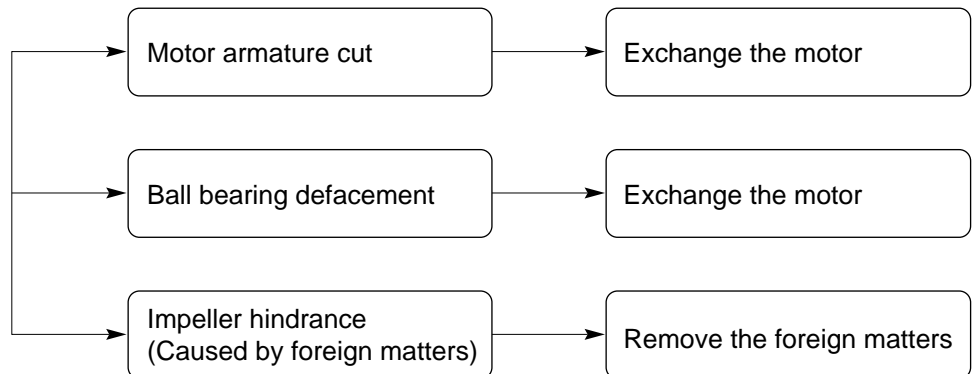 Motor armature cut
Exchange the motor
Ball bearing defacement
Exchange the motor
Impeller hindrance
(Caused by foreign matters)
Remove the foreign matters